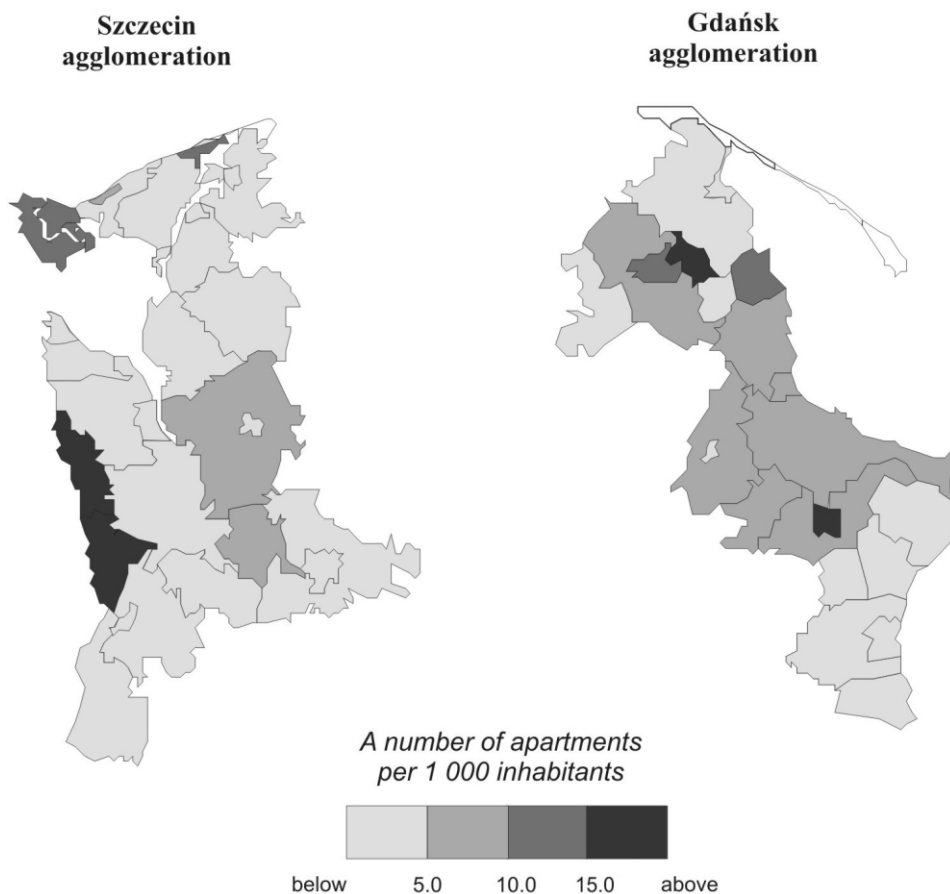 Szczecin
agglomeration
Gdańsk
agglomeration
A number of apartments
per 1 000 inhabitants
below 5.0 10.0 15.0 above